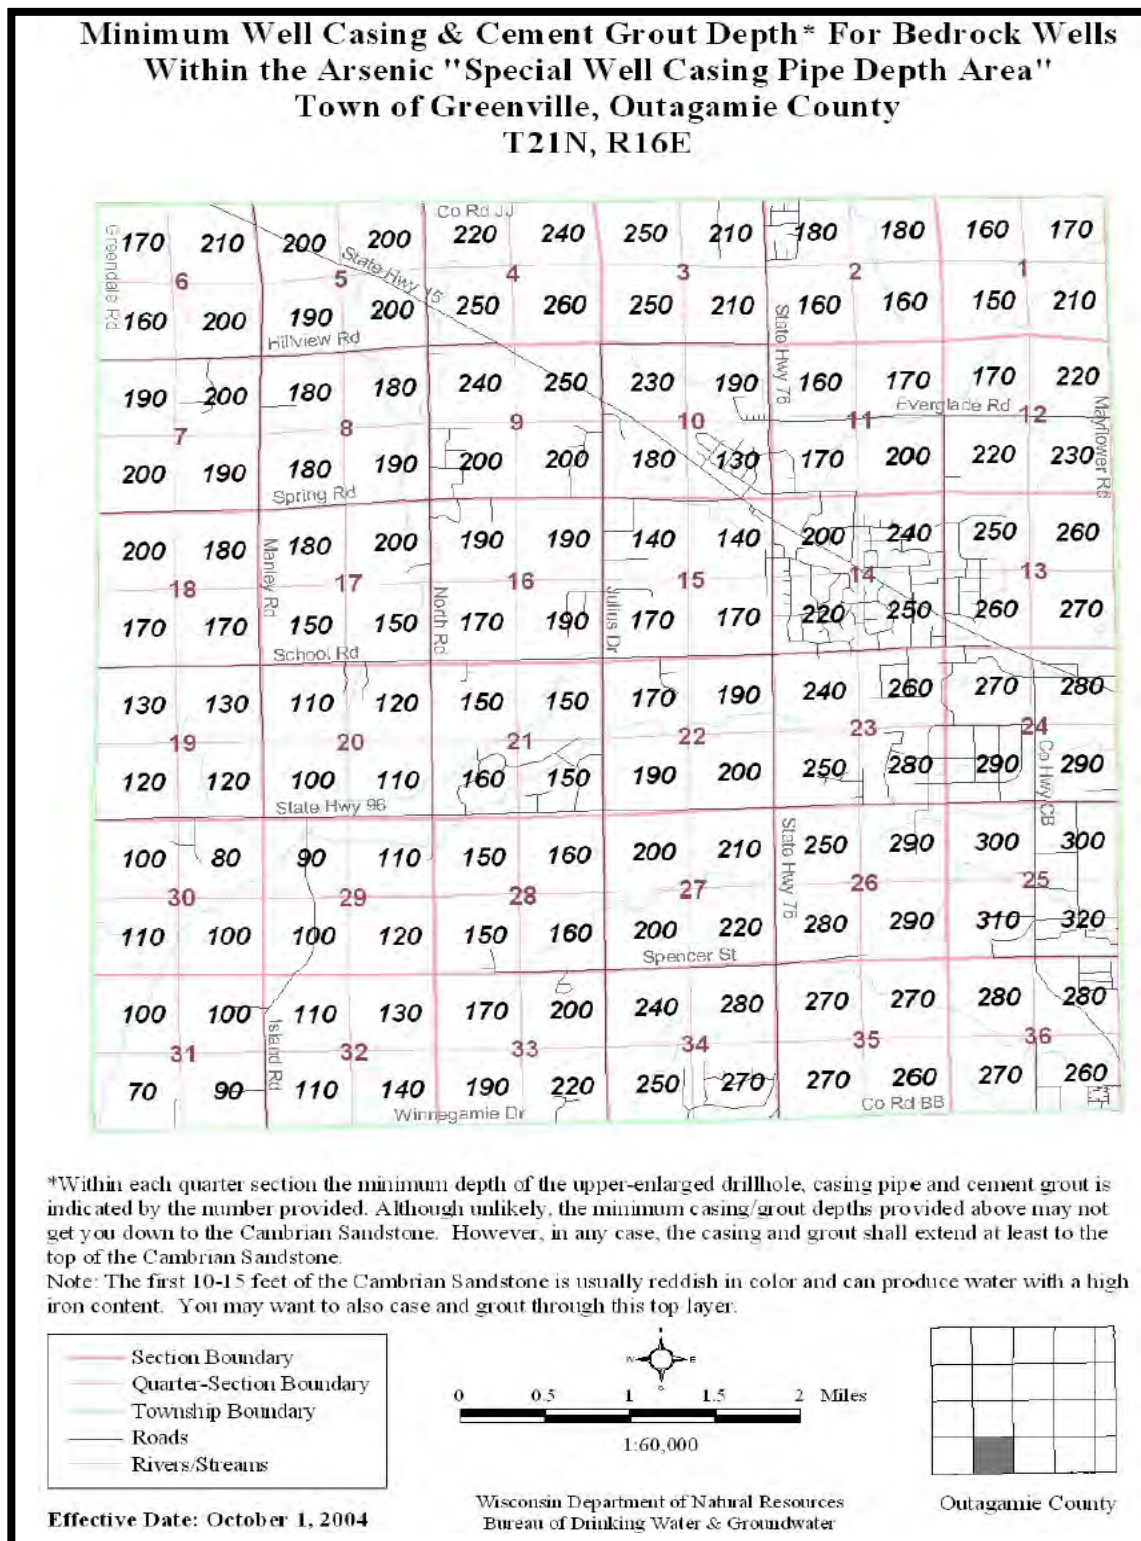 Minimum Well Casing & Cement Grout Depth* For Bedrock Wells
Within the Arsenic "Special Well Casing Pipe Depth Area"
Town of Greenville, Outagamie County
T21N, R16E
Co Rd JJ
170 210 200 200 220 240 250 210 180 180 160 170
Greendale Rd
State Hwy 45
6 5 4 3 2 1
160 200 190 200 250 260 250 210 160 160 150 210
Hillview Rd
State Hwy 76
190 200 180 180 240 250 230 190 160 170 170 220
Everglade Rd
Mayflower Rd
7 8 9 10 11 12
200 190 180 190 200 200 180 130 170 200 220 230
Spring Rd
200 180 180 200 190 190 140 140 200 240 250 260
Manley Rd
18 17 16 15 14 13
North Rd
Julius Dr
170 170 150 150 170 190 170 170 220 250 260 270
School Rd
130 130 110 120 150 150 170 190 240 260 270 280
19 20 21 22 23 24
120 120 100 110 160 150 190 200 250 280 290 290
State Hwy 96
Co Hwy CB
100 80 90 110 150 160 200 210 250 290 300 300
State Hwy 76
30 29 28 27 26 25
110 100 100 120 150 160 200 220 280 290 310 320
Spencer St
100 100 110 130 170 200 240 280 270 270 280 280
Island Rd
31 32 33 34 35 36
70 90 110 140 190 220 250 270 270 260 270 260
Winnegamie Dr
Co Rd BB
*Within each quarter section the minimum depth of the upper-enlarged drillhole, casing pipe and cement grout is
indicated by the number provided. Although unlikely, the minimum casing/grout depths provided above may not
get you down to the Cambrian Sandstone. However, in any case, the casing and grout shall extend at least to the
top of the Cambrian Sandstone.
Note: The first 10-15 feet of the Cambrian Sandstone is usually reddish in color and can produce water with a high
iron content. You may want to also case and grout through this top layer.
Section Boundary
Quarter-Section Boundary
Township Boundary
Roads
Rivers/Streams
W E
0 0.5 1 1.5 2 Miles
1:60,000
Effective Date: October 1, 2004
Wisconsin Department of Natural Resources
Bureau of Drinking Water & Groundwater
Outagamie County